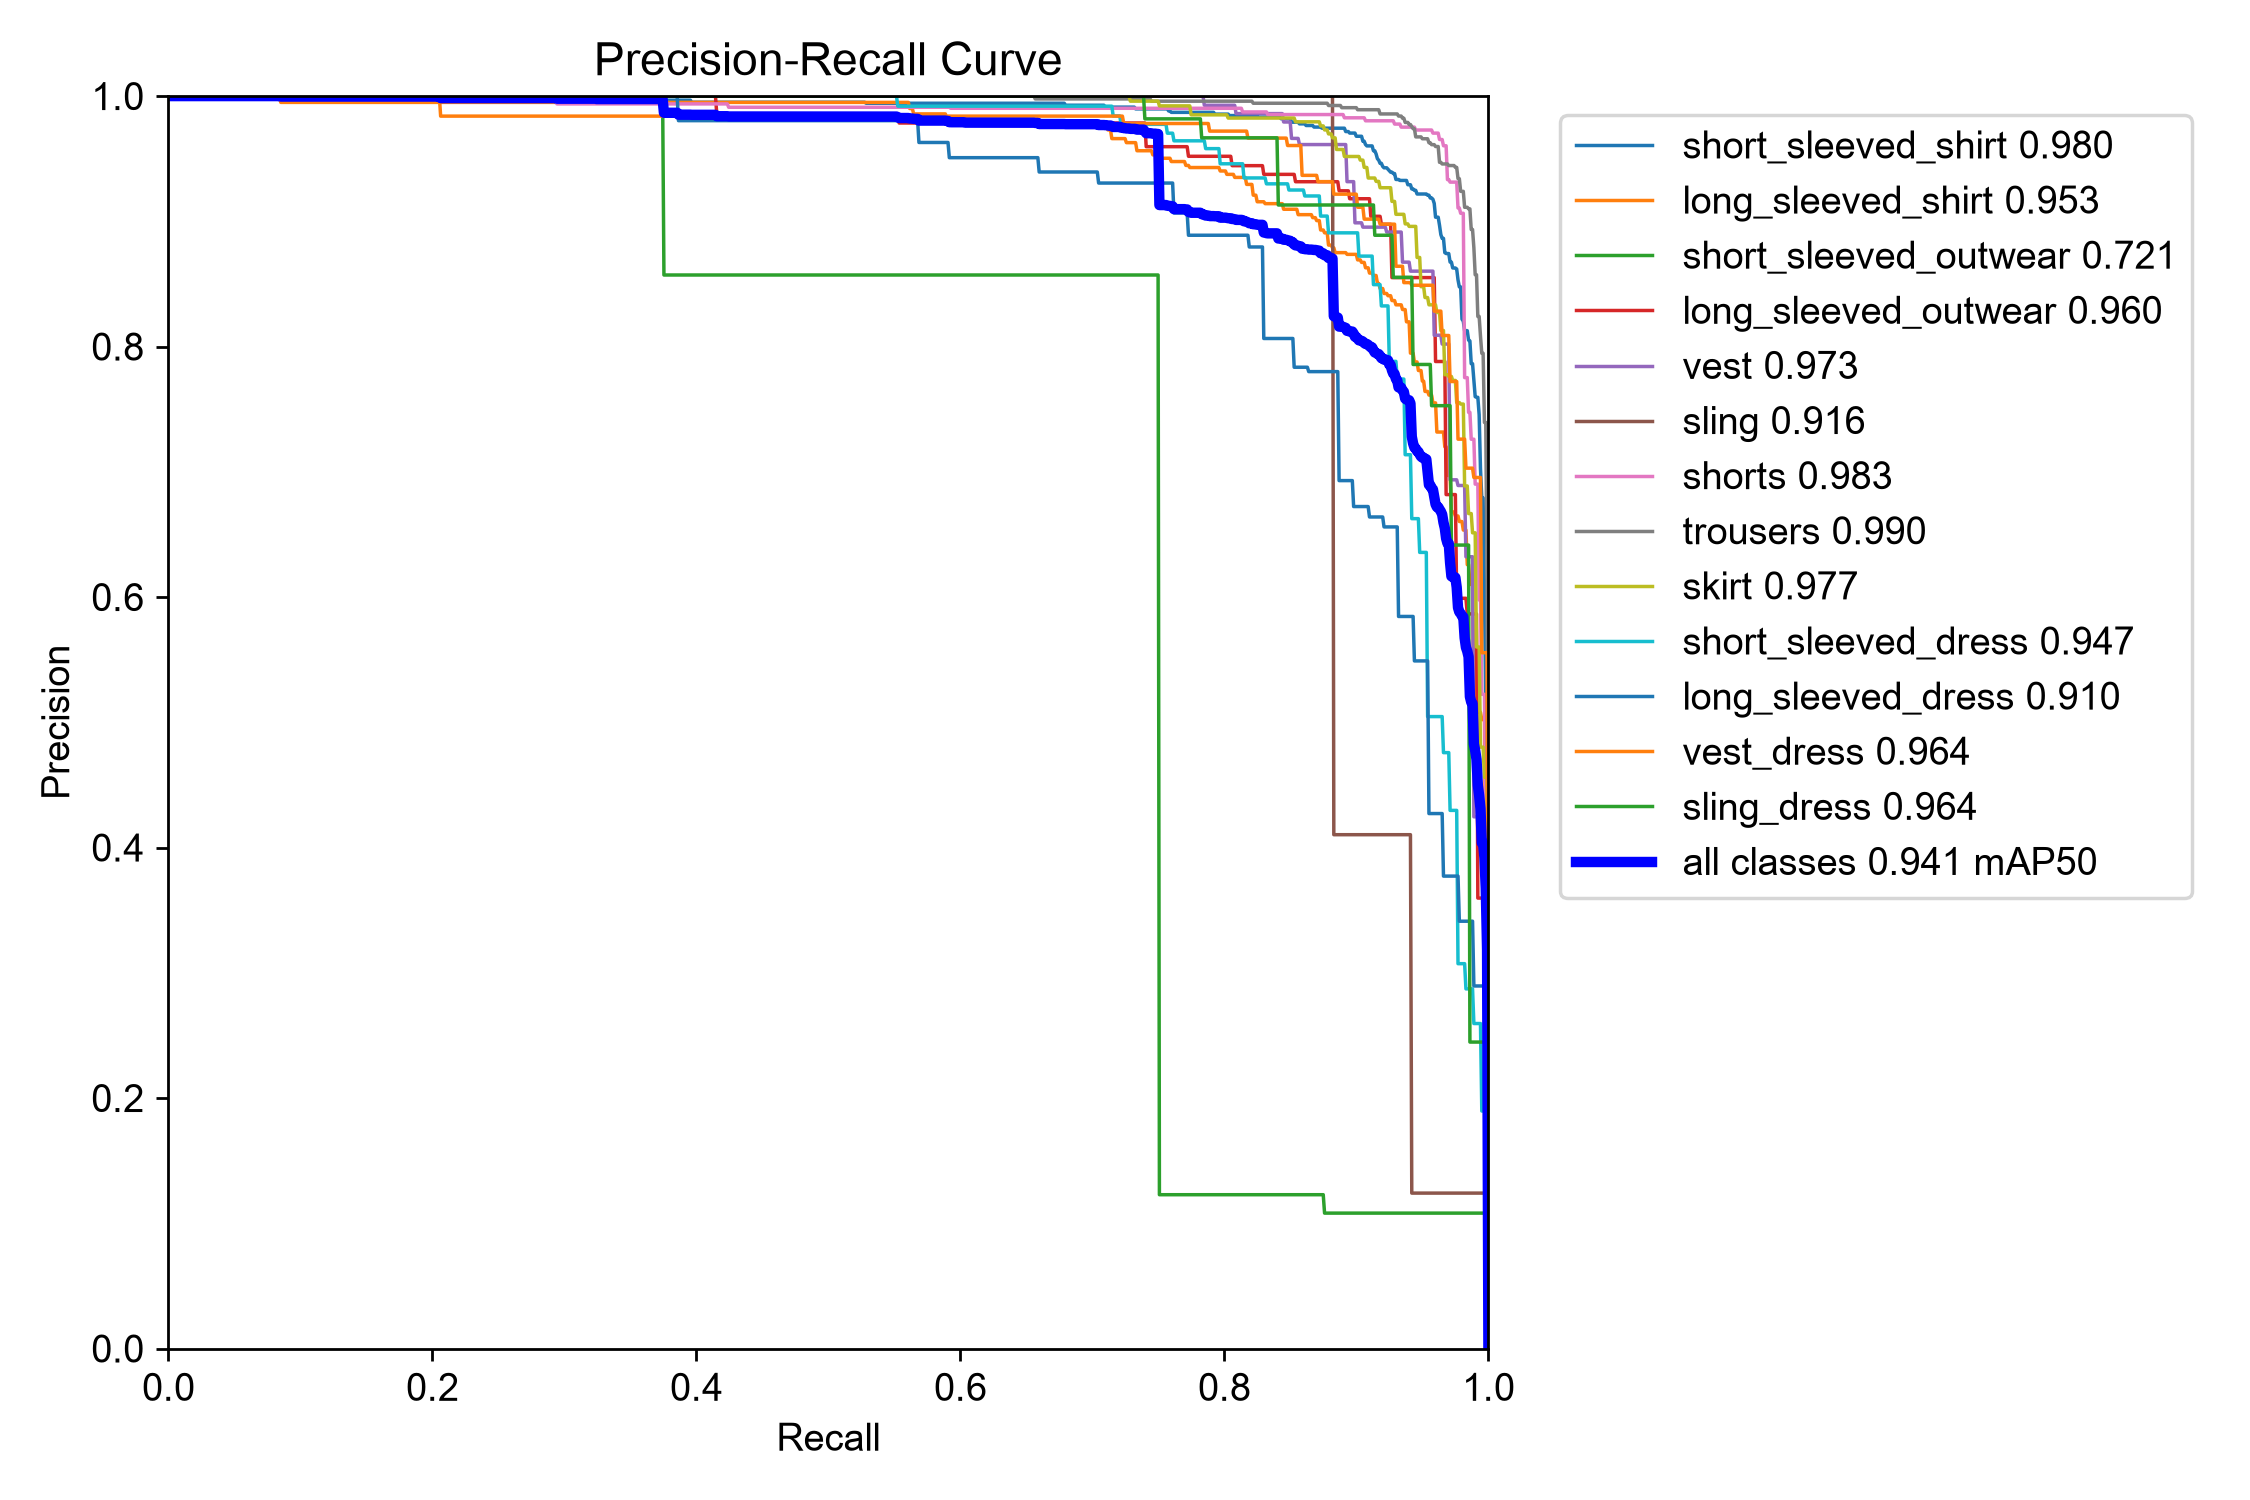 Precision-Recall Curve
1.0
0.8
0.6
0.4
0.2
0.0
Precision
0.0 0.2 0.4 0.6 0.8 1.0
Recall
short_sleeved_shirt 0.980
long_sleeved_shirt 0.953
short_sleeved_outwear 0.721
long_sleeved_outwear 0.960
vest 0.973
sling 0.916
shorts 0.983
trousers 0.990
skirt 0.977
short_sleeved_dress 0.947
long_sleeved_dress 0.910
vest_dress 0.964
sling_dress 0.964
all classes 0.941 mAP50